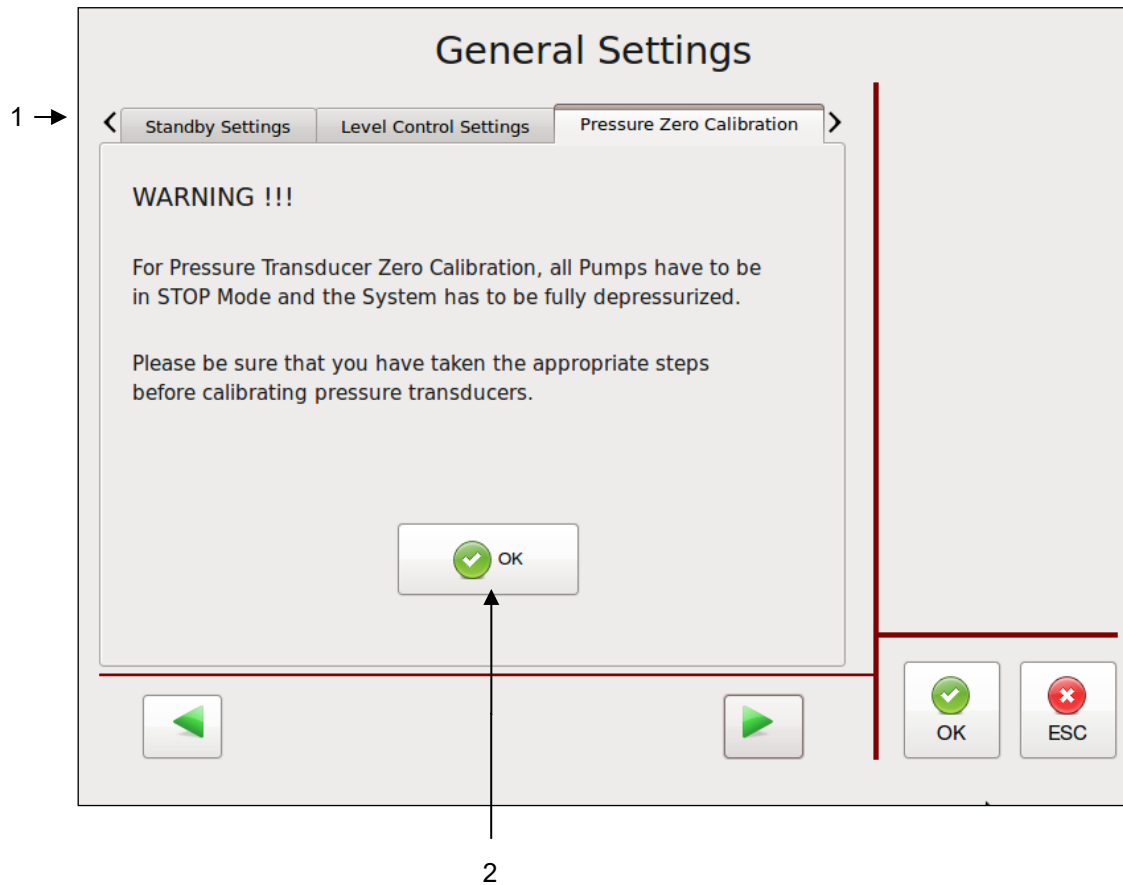 General Settings
1
Standby Settings Level Control Settings Pressure Zero Calibration
WARNING !!!
For Pressure Transducer Zero Calibration, all Pumps have to be
in STOP Mode and the System has to be fully depressurized.
Please be sure that you have taken the appropriate steps
before calibrating pressure transducers.
OK
OK ESC
2